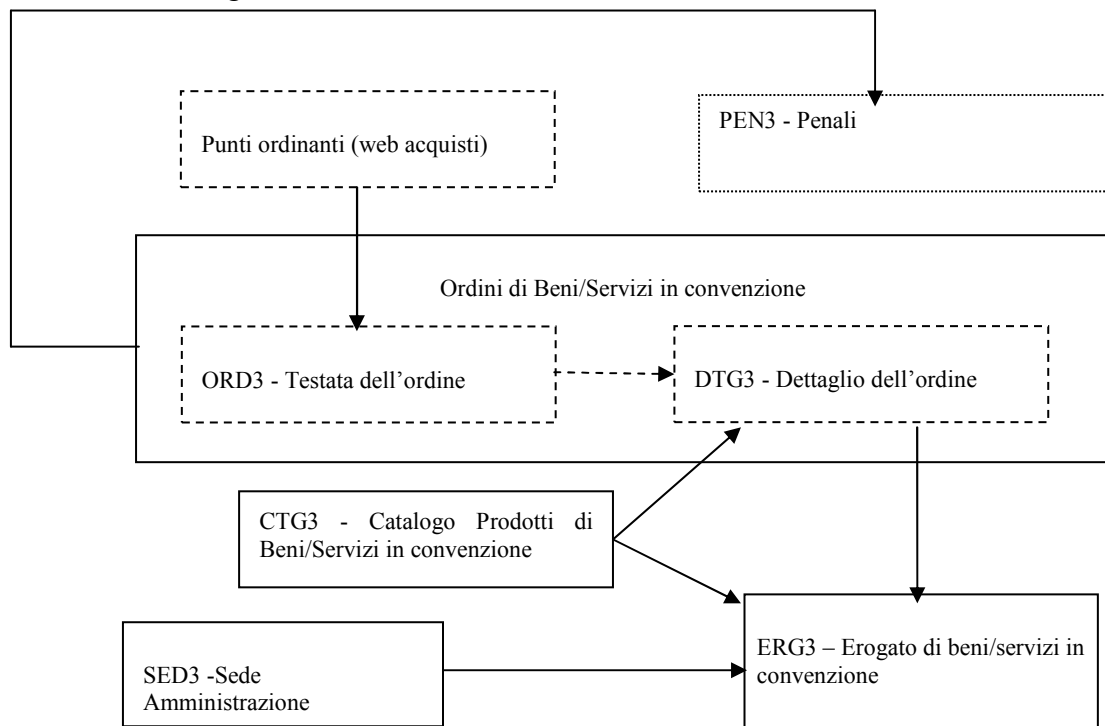 PEN3 - Penali
Punti ordinanti (web acquisti)
Ordini di Beni/Servizi in convenzione
ORD3 - Testata dell’ordine
DTG3 - Dettaglio dell’ordine
CTG3 - Catalogo Prodotti di
Beni/Servizi in convenzione
ERG3 – Erogato di beni/servizi in
convenzione
SED3 -Sede
Amministrazione